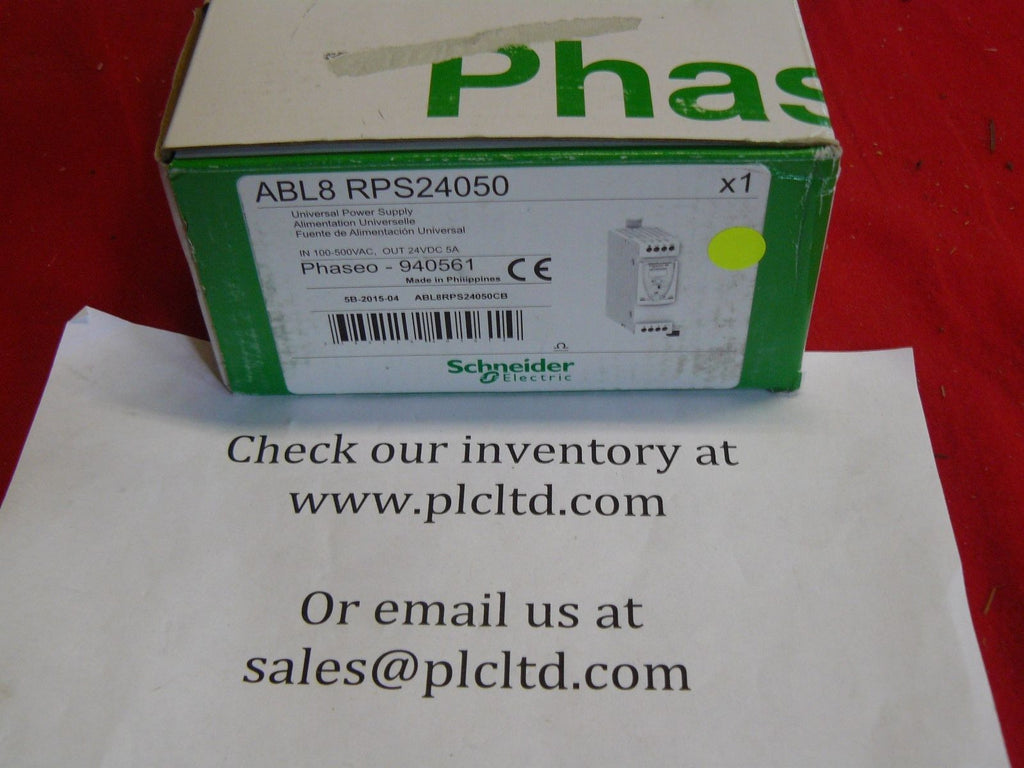 Phas
ABL8 RPS24050 x1
Universal Power Supply
Alimentation Universelle
Fuente de Alimentación Universal
IN 100-500VAC, OUT 24VDC 5A
Phaseo - 940561 CE
Made in Philippines
5B-2015-04 ABL8RPS24050CB
Schneider
Electric
Check our inventory at
www.plcltd.com
Or email us at
sales@plcltd.com